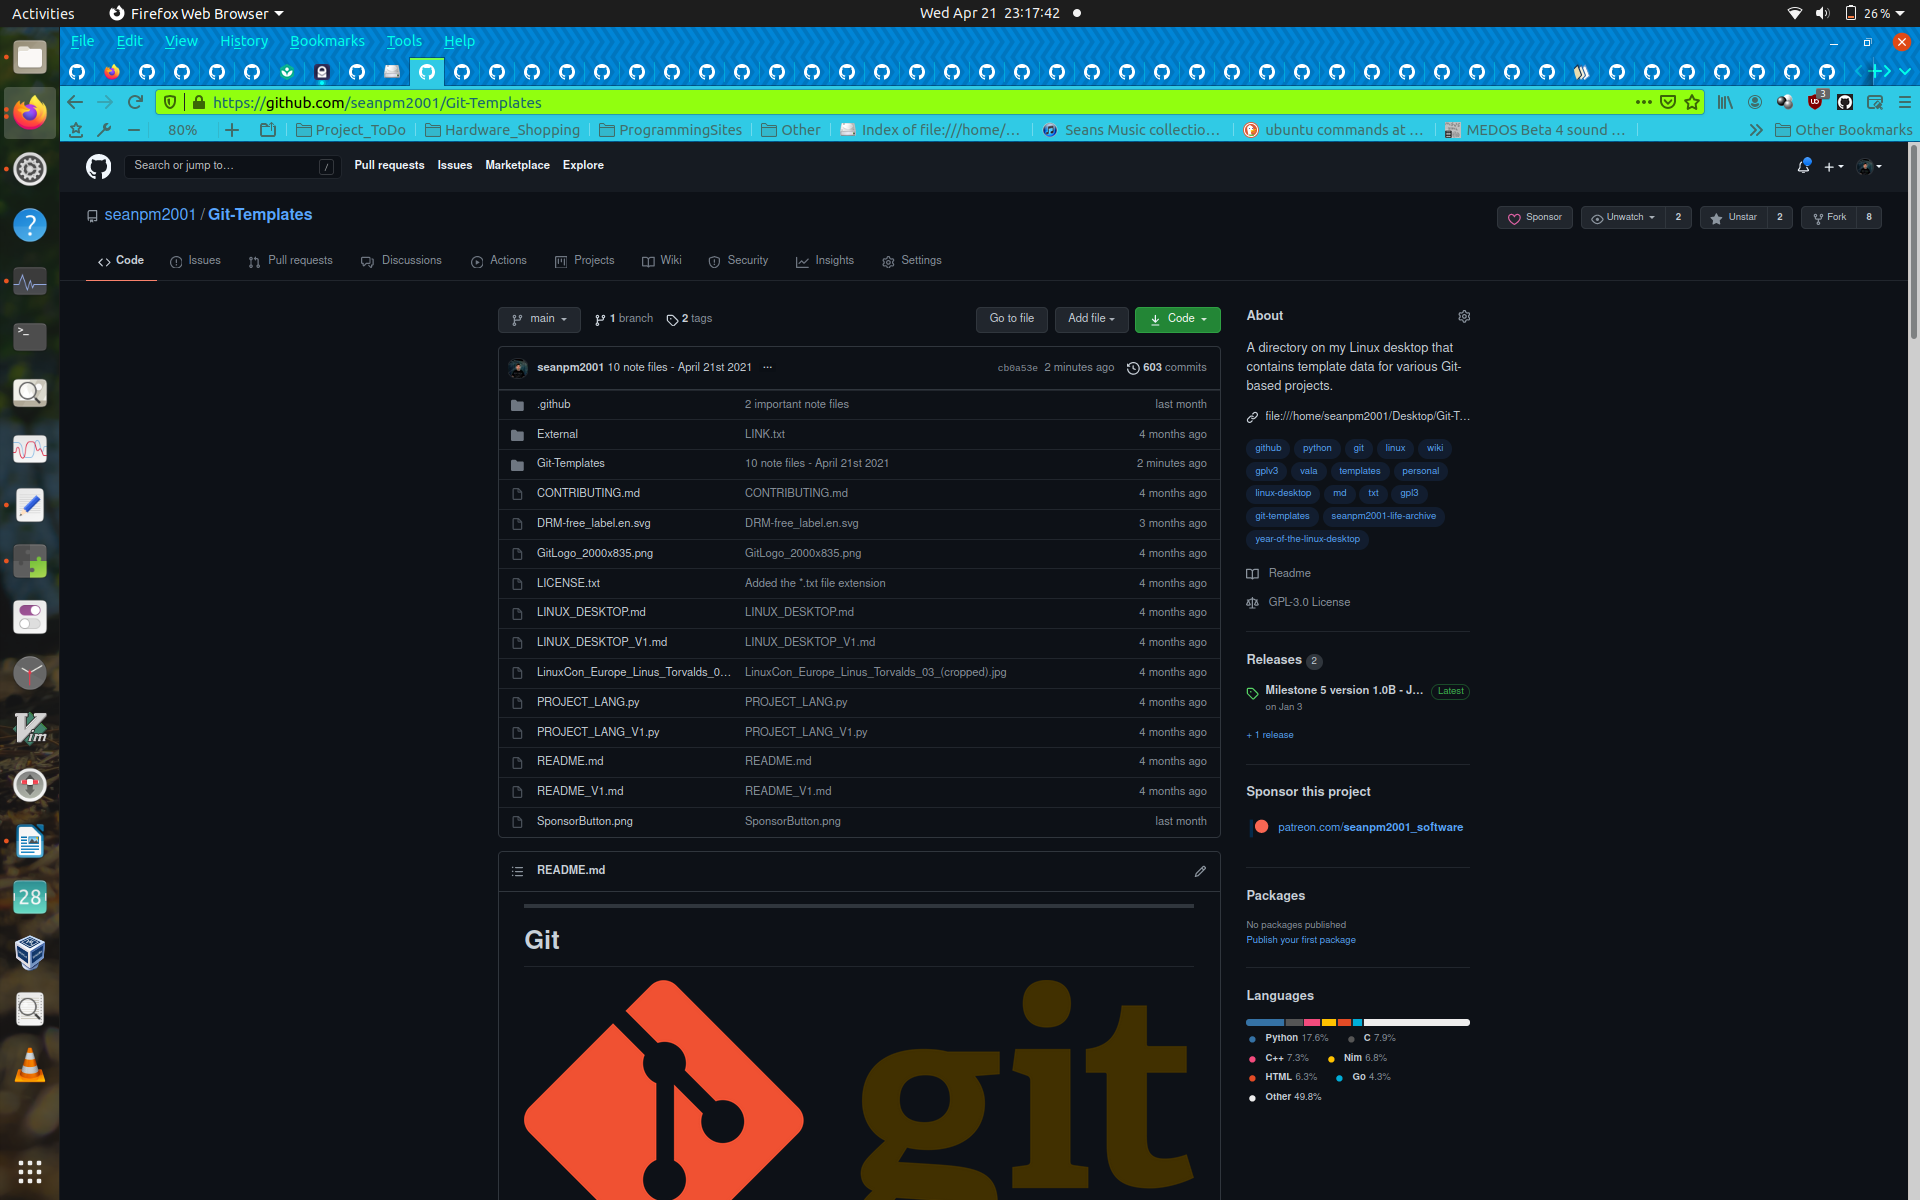 Activities Firefox Web Browser Wed Apr 21 23:17:42 26%
File Edit View History Bookmarks Tools Help
https://github.com/seanpm2001/Git-Templates 3
80% Project_ToDo Hardware_Shopping ProgrammingSites Other Index of file:///home/... Seans Music collectio... ubuntu commands at ... MEDOS Beta 4 sound ... Other Bookmarks
Search or jump to... / Pull requests Issues Marketplace Explore
seanpm2001 / Git-Templates Sponsor Unwatch 2 Unstar 2 Fork 8
Code Issues Pull requests Discussions Actions Projects Wiki Security Insights Settings
main 1 branch 2 tags Go to file Add file Code
seanpm2001 10 note files - April 21st 2021 ... cb0a53e 2 minutes ago 603 commits
.github 2 important note files last month
External LINK.txt 4 months ago
Git-Templates 10 note files - April 21st 2021 2 minutes ago
CONTRIBUTING.md CONTRIBUTING.md 4 months ago
DRM-free_label.en.svg DRM-free_label.en.svg 3 months ago
GitLogo_2000x835.png GitLogo_2000x835.png 4 months ago
LICENSE.txt Added the *.txt file extension 4 months ago
LINUX_DESKTOP.md LINUX_DESKTOP.md 4 months ago
LINUX_DESKTOP_V1.md LINUX_DESKTOP_V1.md 4 months ago
LinuxCon_Europe_Linus_Torvalds_0... LinuxCon_Europe_Linus_Torvalds_03_(cropped).jpg 4 months ago
PROJECT_LANG.py PROJECT_LANG.py 4 months ago
PROJECT_LANG_V1.py PROJECT_LANG_V1.py 4 months ago
README.md README.md 4 months ago
README_V1.md README_V1.md 4 months ago
SponsorButton.png SponsorButton.png last month
README.md
Git
git
About
A directory on my Linux desktop that
contains template data for various Git-
based projects.
file:///home/seanpm2001/Desktop/Git-T...
github python git linux wiki
gplv3 vala templates personal
linux-desktop md txt gpl3
git-templates seanpm2001-life-archive
year-of-the-linux-desktop
Readme
GPL-3.0 License
Releases 2
Milestone 5 version 1.0B - J... Latest
on Jan 3
+ 1 release
Sponsor this project
patreon.com/seanpm2001_software
Packages
No packages published
Publish your first package
Languages
Python 17.6% C 7.9%
C++ 7.3% Nim 6.8%
HTML 6.3% Go 4.3%
Other 49.8%
Vim
28